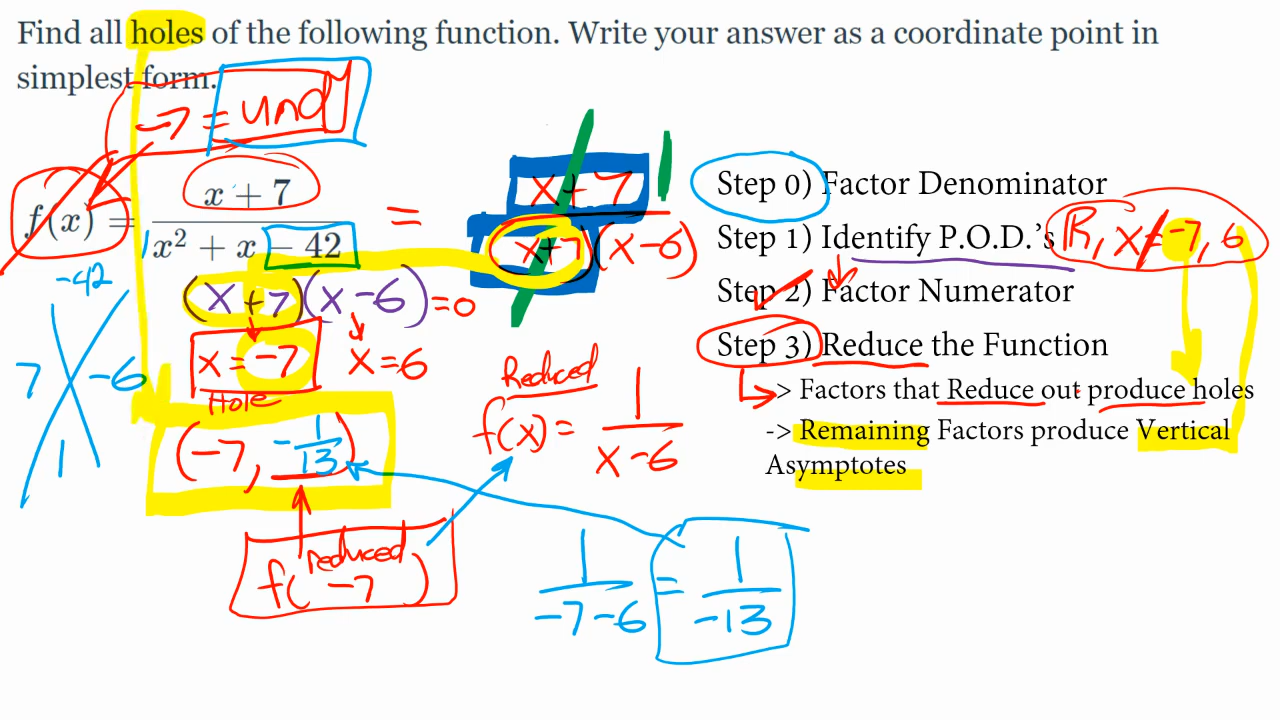 Find all holes of the following function. Write your answer as a coordinate point in
simplest form.
-7 = und
f(x) = x + 7 / x² + x - 42 = x+7 / (x+7)(x-6) 1
(x+7)(x-6)=0
x = -7 x=6
Hole
-42
7 -6
1
(-7, -1/13)
reduced
f(-7)
Reduced
f(x) = 1 / x-6
1 / -7-6 = 1 / -13
Step 0) Factor Denominator
Step 1) Identify P.O.D.'s R, x≠-7, 6
Step 2) Factor Numerator
Step 3) Reduce the Function
-> Factors that Reduce out produce holes
-> Remaining Factors produce Vertical
Asymptotes